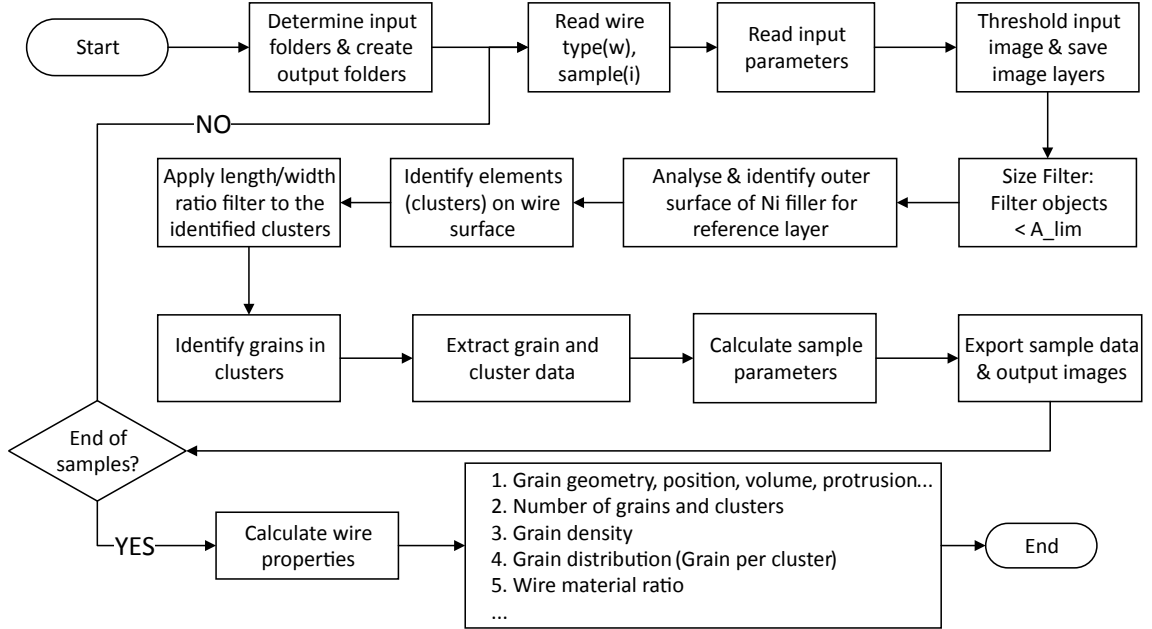 Start
Determine input
folders & create
output folders
Read wire
type(w),
sample(i)
Read input
parameters
Threshold input
image & save
image layers
NO
Apply length/width
ratio filter to the
identified clusters
Identify elements
(clusters) on wire
surface
Analyse & identify outer
surface of Ni filler for
reference layer
Size Filter:
Filter objects
< A_lim
Identify grains in
clusters
Extract grain and
cluster data
Calculate sample
parameters
Export sample data
& output images
End of
samples?
YES
Calculate wire
properties
1. Grain geometry, position, volume, protrusion...
2. Number of grains and clusters
3. Grain density
4. Grain distribution (Grain per cluster)
5. Wire material ratio
...
End